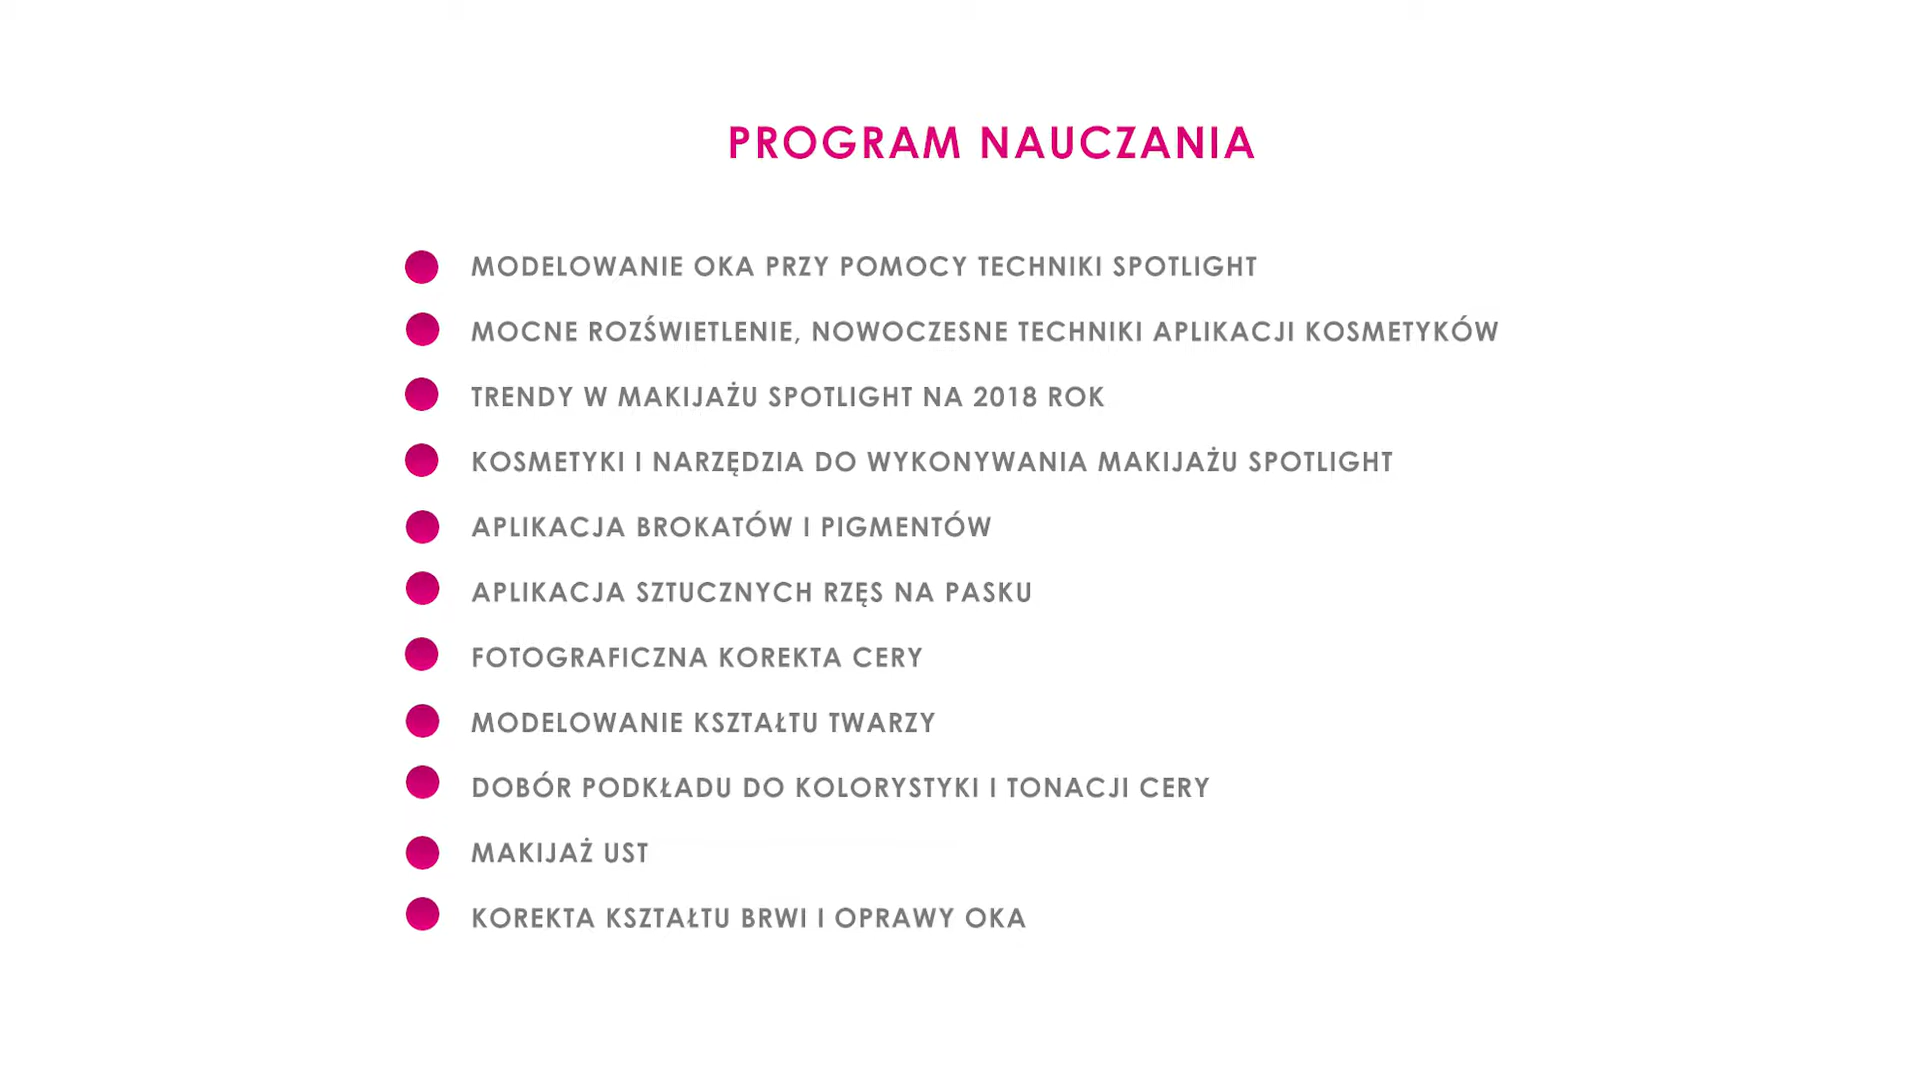 PROGRAM NAUCZANIA
MODELOWANIE OKA PRZY POMOCY TECHNIKI SPOTLIGHT
MOCNE ROZŚWIETLENIE, NOWOCZESNE TECHNIKI APLIKACJI KOSMETYKÓW
TRENDY W MAKIJAŻU SPOTLIGHT NA 2018 ROK
KOSMETYKI I NARZĘDZIA DO WYKONYWANIA MAKIJAŻU SPOTLIGHT
APLIKACJA BROKATÓW I PIGMENTÓW
APLIKACJA SZTUCZNYCH RZĘS NA PASKU
FOTOGRAFICZNA KOREKTA CERY
MODELOWANIE KSZTAŁTU TWARZY
DOBÓR PODKŁADU DO KOLORYSTYKI I TONACJI CERY
MAKIJAŻ UST
KOREKTA KSZTAŁTU BRWI I OPRAWY OKA